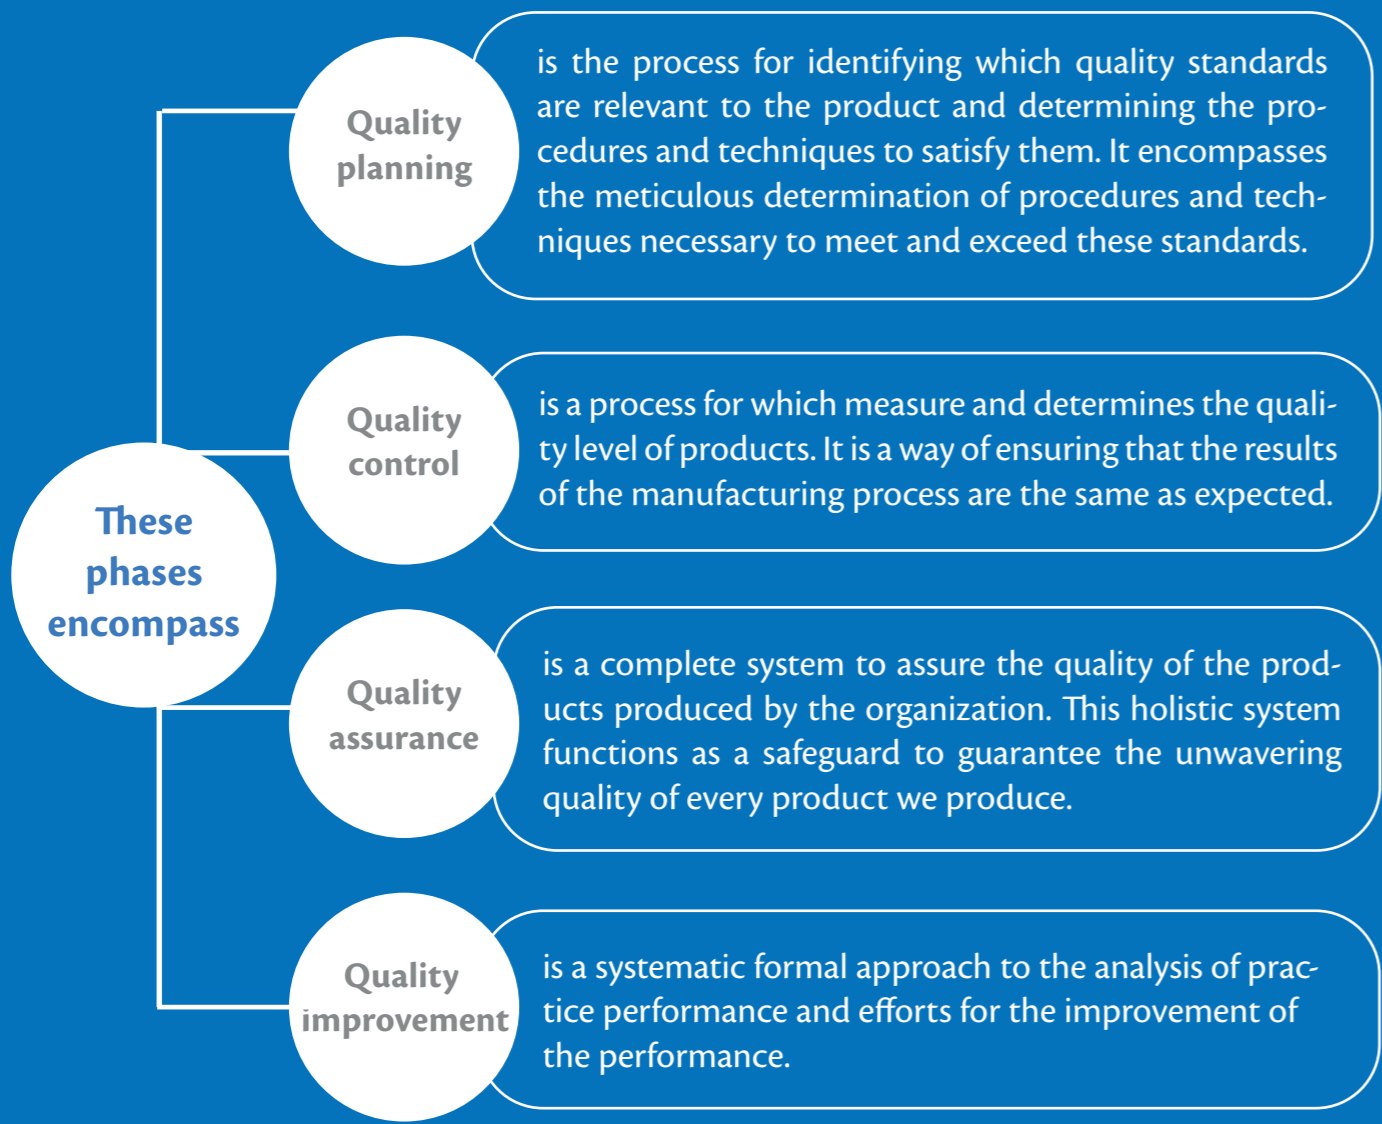 These
phases
encompass
Quality
planning
is the process for identifying which quality standards
are relevant to the product and determining the pro-
cedures and techniques to satisfy them. It encompasses
the meticulous determination of procedures and tech-
niques necessary to meet and exceed these standards.
Quality
control
is a process for which measure and determines the quali-
ty level of products. It is a way of ensuring that the results
of the manufacturing process are the same as expected.
Quality
assurance
is a complete system to assure the quality of the prod-
ucts produced by the organization. This holistic system
functions as a safeguard to guarantee the unwavering
quality of every product we produce.
Quality
improvement
is a systematic formal approach to the analysis of prac-
tice performance and efforts for the improvement of
the performance.